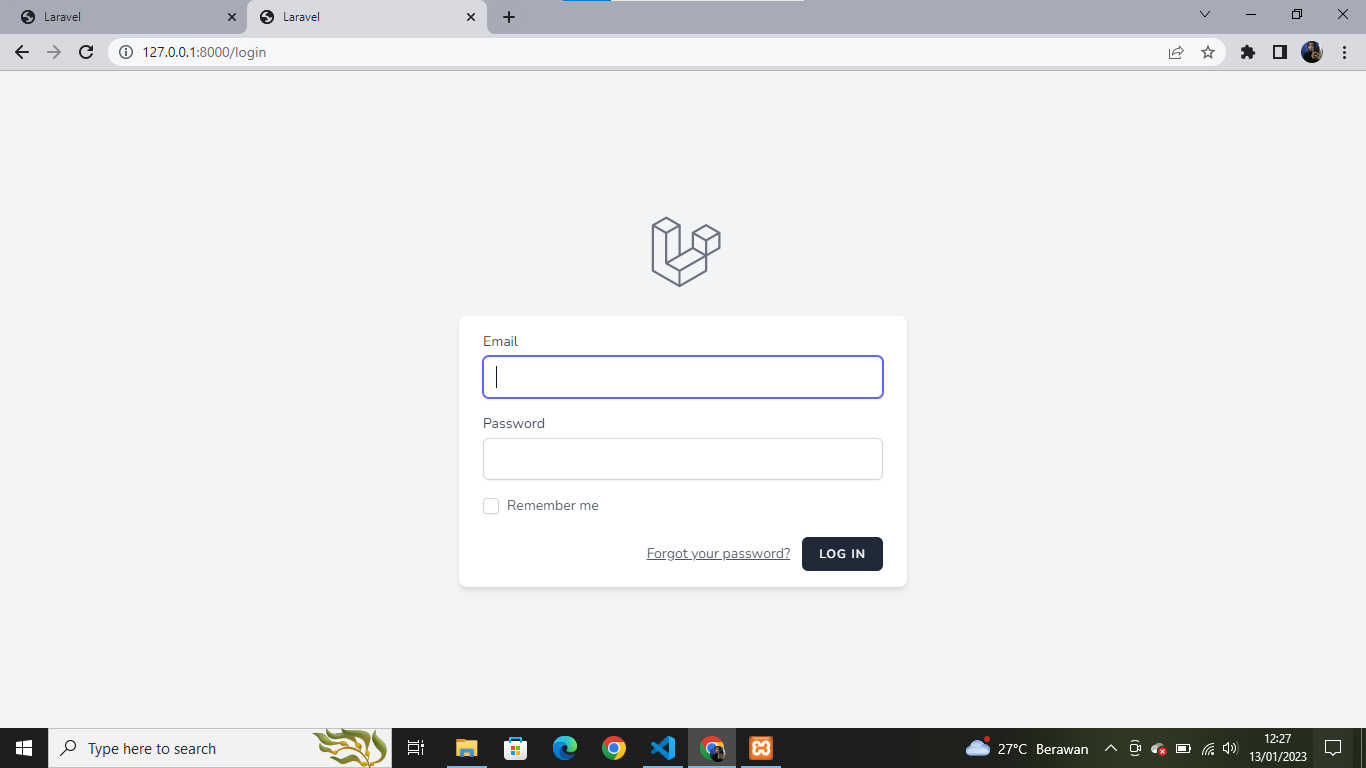 Laravel
Laravel
127.0.0.1:8000/login
Email
Password
Remember me
Forgot your password?
LOG IN
Type here to search
27°C Berawan
12:27
13/01/2023